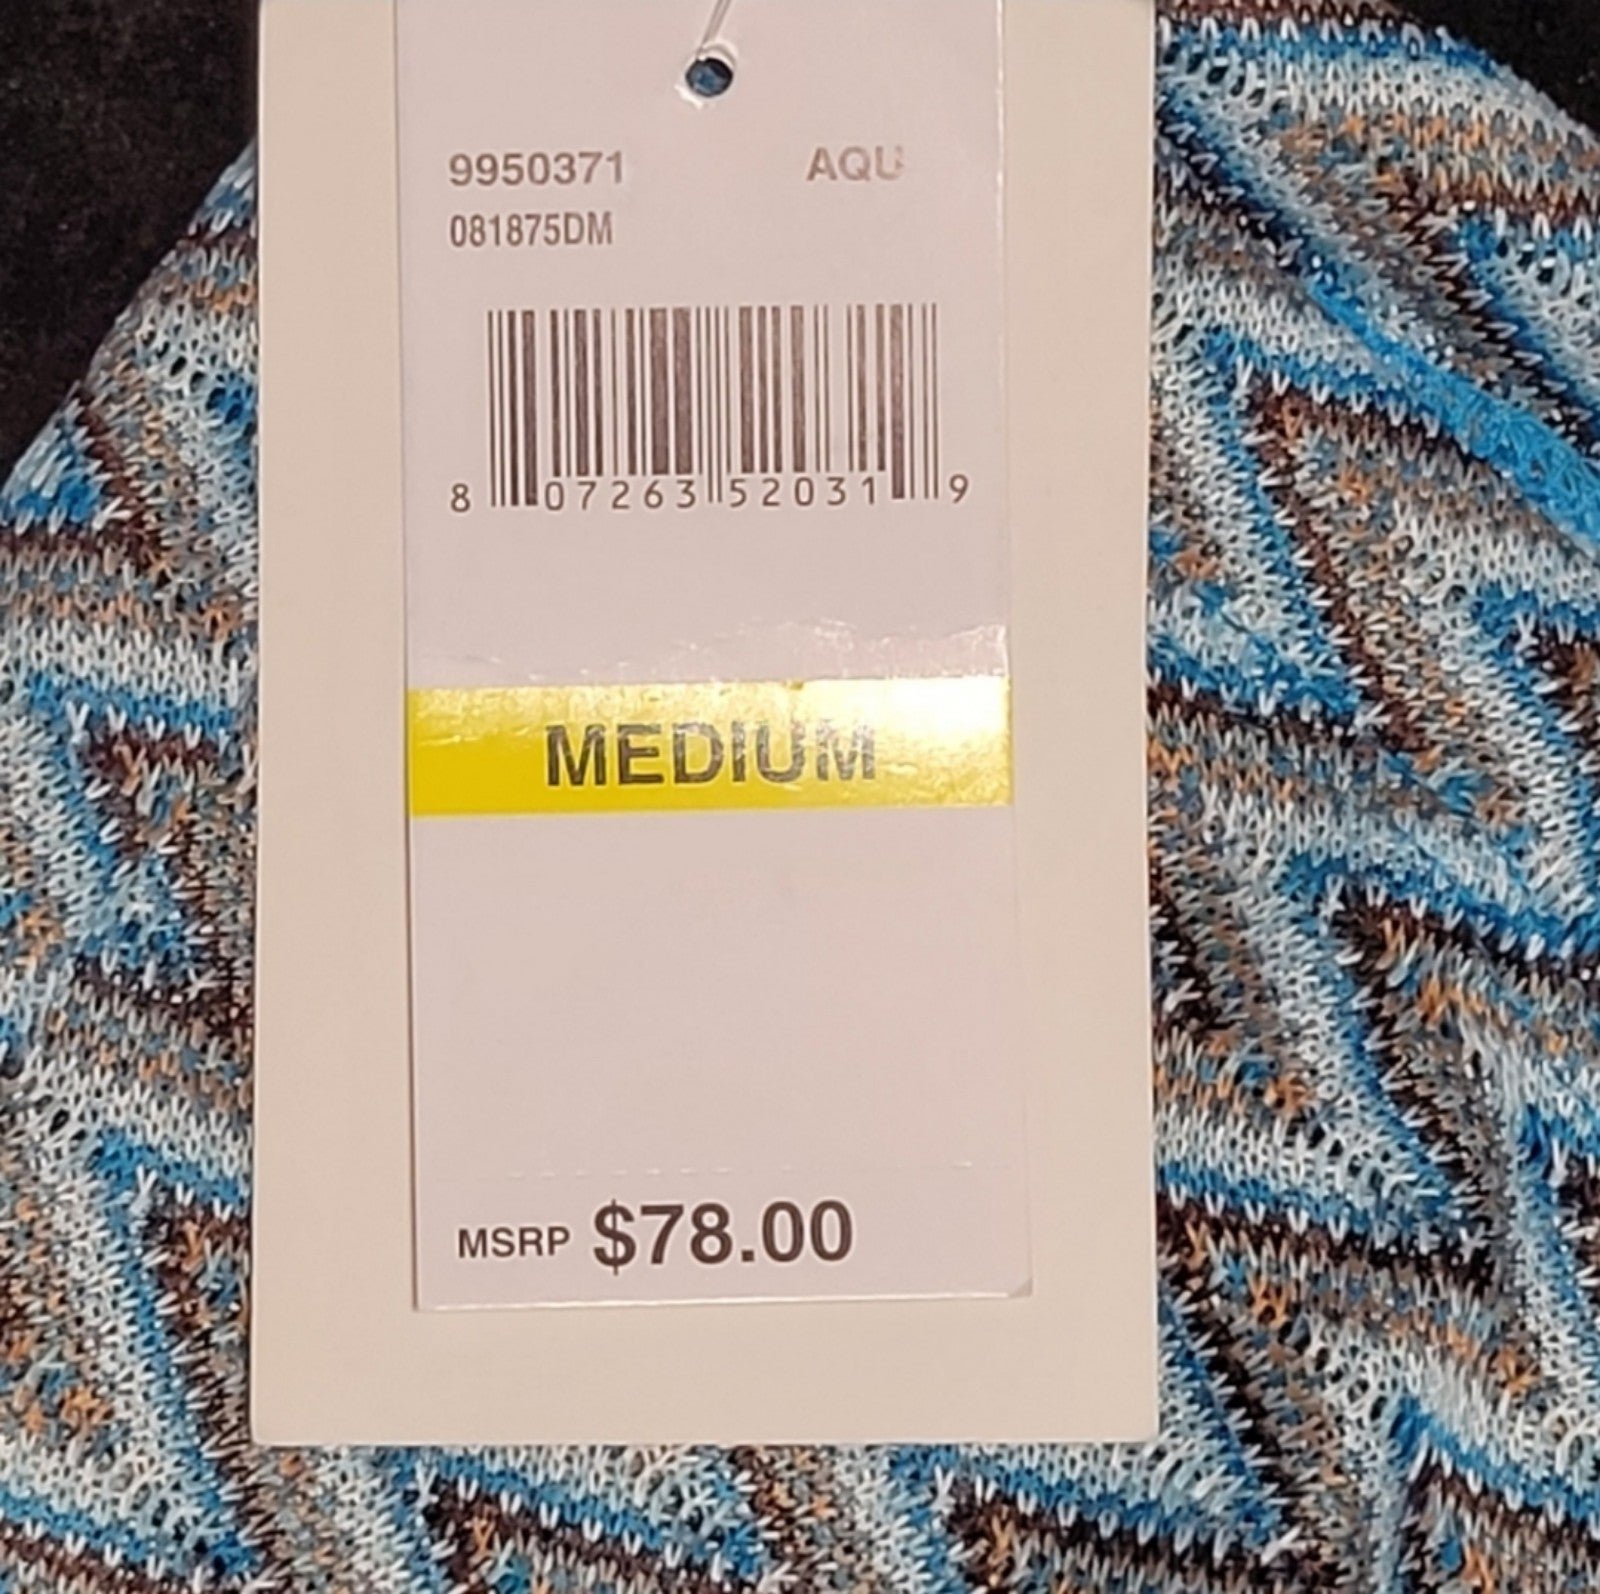 9950371 AQU
081875DM
8 07263 52031 9
MEDIUM
MSRP $78.00